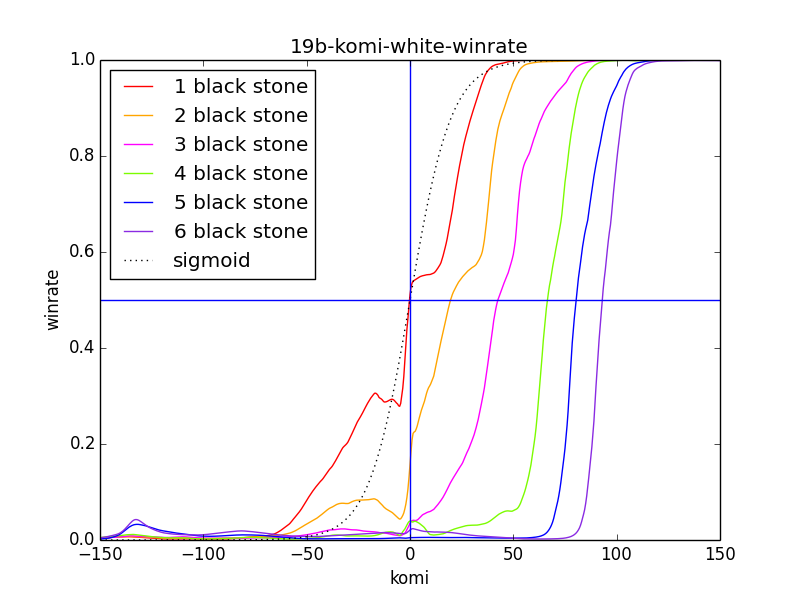 19b-komi-white-winrate
1.0
0.8
0.6
0.4
0.2
0.0
winrate
1 black stone
2 black stone
3 black stone
4 black stone
5 black stone
6 black stone
sigmoid
−150 −100 −50 0 50 100 150
komi